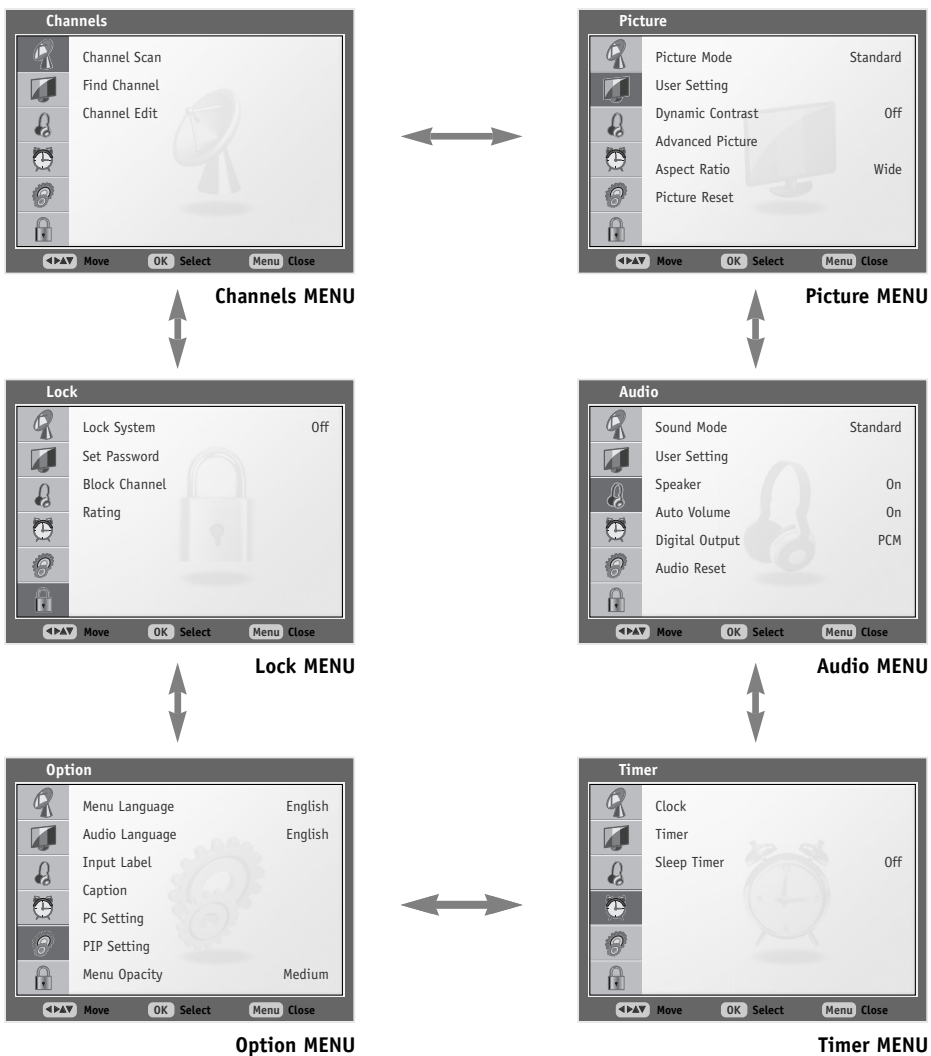 Channels
Channel Scan
Find Channel
Channel Edit
Move OK Select Menu Close
Channels MENU
Picture
Picture Mode Standard
User Setting
Dynamic Contrast Off
Advanced Picture
Aspect Ratio Wide
Picture Reset
Move OK Select Menu Close
Picture MENU
Lock
Lock System Off
Set Password
Block Channel
Rating
Move OK Select Menu Close
Lock MENU
Audio
Sound Mode Standard
User Setting
Speaker On
Auto Volume On
Digital Output PCM
Audio Reset
Move OK Select Menu Close
Audio MENU
Option
Menu Language English
Audio Language English
Input Label
Caption
PC Setting
PIP Setting
Menu Opacity Medium
Move OK Select Menu Close
Option MENU
Timer
Clock
Timer
Sleep Timer Off
Move OK Select Menu Close
Timer MENU